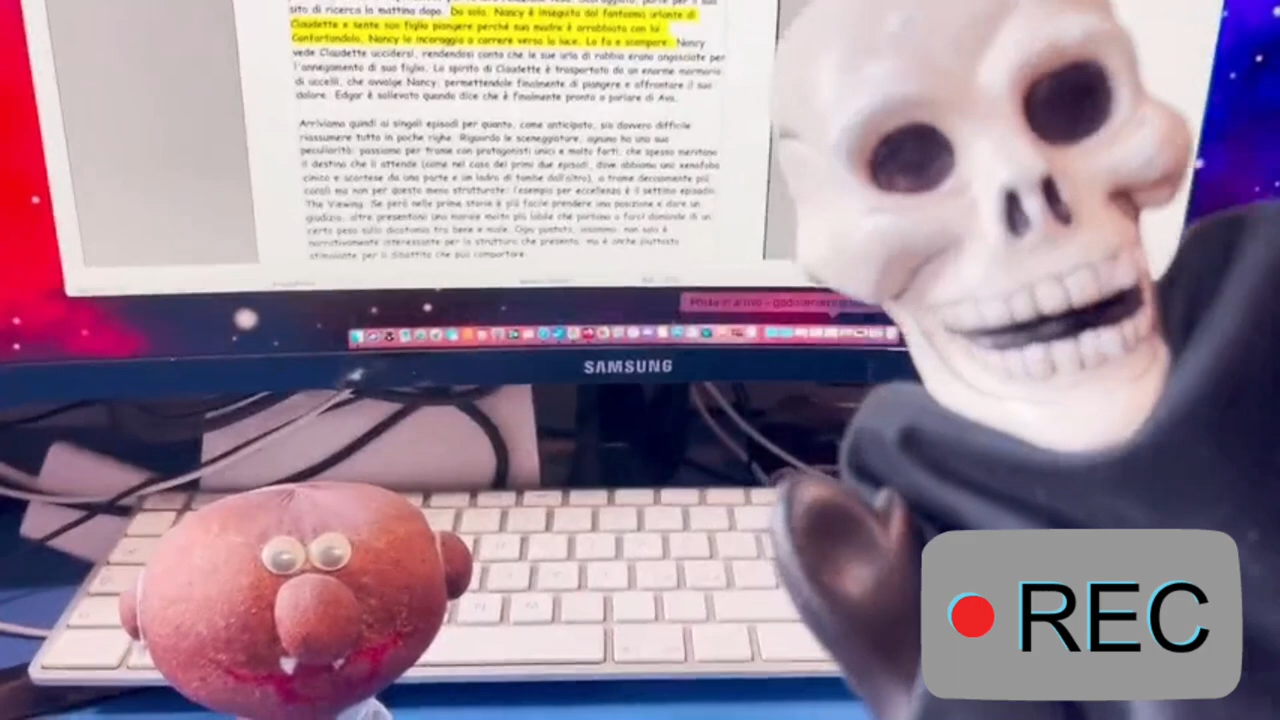 sito di ricerca la mattina dopo. Da sola, Nancy è inseguita dal fantasma urlante di
Claudette e sente suo figlio piangere perché sua madre è arrabbiata con lui.
Confortandolo, Nancy lo incoraggia a correre verso la luce. Lo fa e scompare. Nancy
vede Claudette uccidersi, rendendosi conto che le sue urla di rabbia erano angosciate per
l'annegamento di suo figlio. Lo spirito di Claudette è trasportato da un enorme mormorio
di uccelli, che avvolge Nancy, permettendole finalmente di piangere e affrontare il suo
dolore. Edgar è sollevato quando dice che è finalmente pronta a parlare di Ava.
Arriviamo quindi ai singoli episodi per quanto, come anticipato, sia davvero difficile
riassumere tutto in poche righe. Riguardo le sceneggiature, ognuna ha una sua
peculiarità: passiamo per trame con protagonisti unici e molto forti, che spesso meritano
il destino che li attende (come nel caso dei primi due episodi, dove abbiamo uno xenofobo
cinico e scortese da una parte e un ladro di tombe dall'altro), a trame decisamente più
corali ma non per questo meno strutturate: l'esempio per eccellenza è il settimo episodio,
The Viewing. Se però nelle prime storie è più facile prendere una posizione e dare un
giudizio, altre presentano una morale molto più labile che portano a farci domande di un
certo peso sulla dicotomia tra bene e male. Ogni puntata, insomma, non solo è
narrativamente interessante per la struttura che presenta, ma è anche piuttosto
stimolante per il dibattito che può comportare.
Posta in arrivo –
SAMSUNG
REC